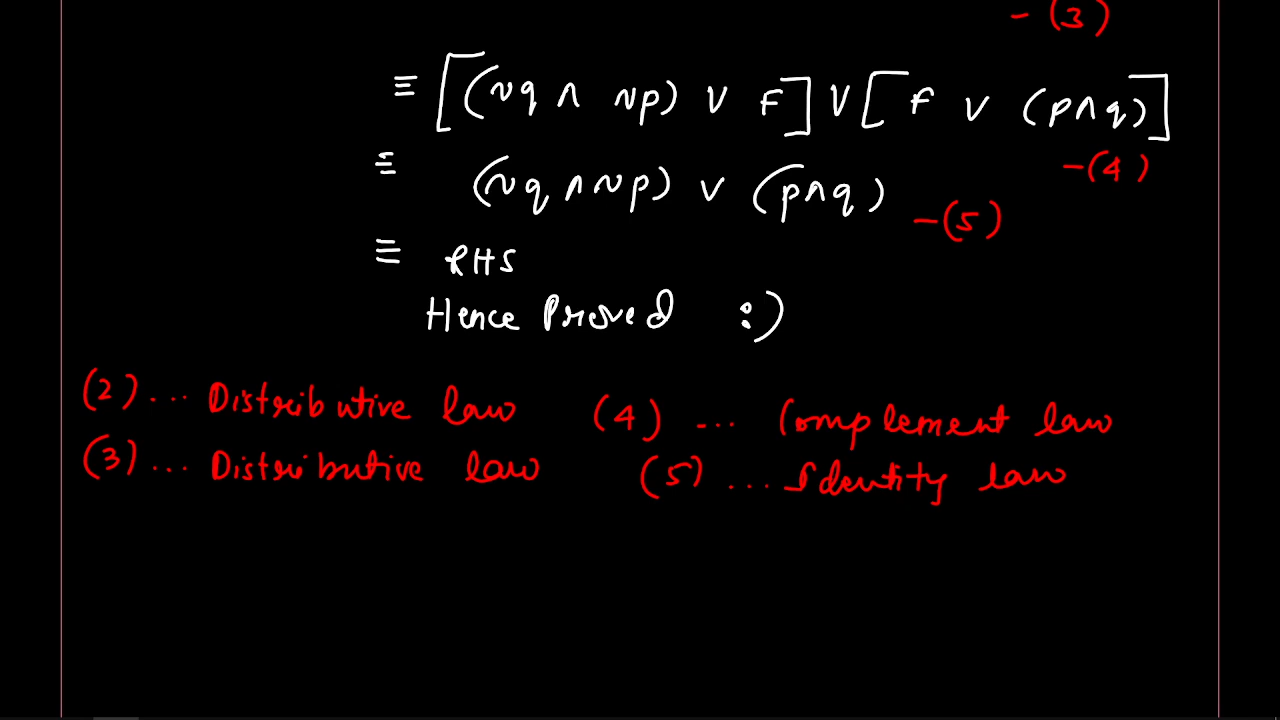 - (3)
≡ [(~q ∧ ~p) ∨ F] ∨ [F ∨ (p∧q)]
- (4)
≡ (~q ∧ ~p) ∨ (p∧q) - (5)
≡ RHS
Hence Proved :)
(2) ... Distributive law (4) ... Complement law
(3) ... Distributive law (5) ... Identity law